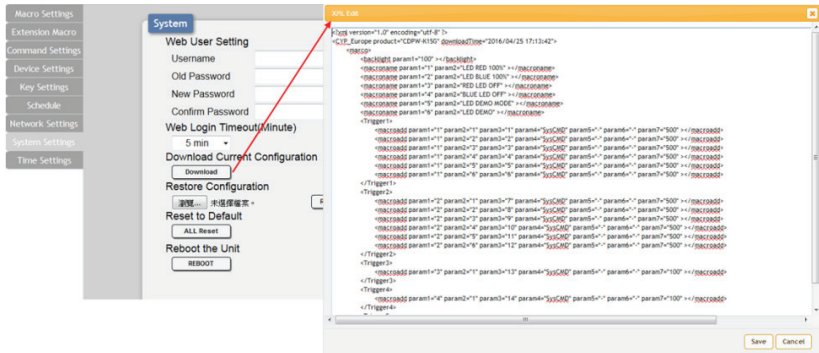 Macro Settings
Extension Macro
Command Settings
Device Settings
Key Settings
Schedule
Network Settings
System Settings
Time Settings
System
Web User Setting
Username
Old Password
New Password
Confirm Password
Web Login Timeout(Minute)
5 min
Download Current Configuration
Download
Restore Configuration
瀏覽... 未選擇檔案。
Reset to Default
ALL Reset
Reboot the Unit
REBOOT
XML Edit
<?xml version="1.0" encoding="utf-8" ?>
<CYP_Europe product="CDPW-K1SG" downloadTime="2016/04/25 17:13:42">
<marco>
<backlight param1="100" ></backlight>
<macroname param1="1" param2="LED RED 100%" ></macroname>
<macroname param1="2" param2="LED BLUE 100%" ></macroname>
<macroname param1="3" param2="RED LED OFF" ></macroname>
<macroname param1="4" param2="BLUE LED OFF" ></macroname>
<macroname param1="5" param2="LED DEMO MODE" ></macroname>
<macroname param1="6" param2="LED DEMO" ></macroname>
<Trigger1>
<macroadd param1="1" param2="1" param3="1" param4="SysCMD" param5="-" param6="-" param7="500" ></macroadd>
<macroadd param1="1" param2="2" param3="2" param4="SysCMD" param5="-" param6="-" param7="500" ></macroadd>
<macroadd param1="1" param2="3" param3="3" param4="SysCMD" param5="-" param6="-" param7="500" ></macroadd>
<macroadd param1="1" param2="4" param3="4" param4="SysCMD" param5="-" param6="-" param7="500" ></macroadd>
<macroadd param1="1" param2="5" param3="5" param4="SysCMD" param5="-" param6="-" param7="500" ></macroadd>
<macroadd param1="1" param2="6" param3="6" param4="SysCMD" param5="-" param6="-" param7="500" ></macroadd>
</Trigger1>
<Trigger2>
<macroadd param1="2" param2="1" param3="7" param4="SysCMD" param5="-" param6="-" param7="500" ></macroadd>
<macroadd param1="2" param2="2" param3="8" param4="SysCMD" param5="-" param6="-" param7="500" ></macroadd>
<macroadd param1="2" param2="3" param3="9" param4="SysCMD" param5="-" param6="-" param7="500" ></macroadd>
<macroadd param1="2" param2="4" param3="10" param4="SysCMD" param5="-" param6="-" param7="500" ></macroadd>
<macroadd param1="2" param2="5" param3="11" param4="SysCMD" param5="-" param6="-" param7="500" ></macroadd>
<macroadd param1="2" param2="6" param3="12" param4="SysCMD" param5="-" param6="-" param7="500" ></macroadd>
</Trigger2>
<Trigger3>
<macroadd param1="3" param2="1" param3="13" param4="SysCMD" param5="-" param6="-" param7="100" ></macroadd>
</Trigger3>
<Trigger4>
<macroadd param1="4" param2="1" param3="14" param4="SysCMD" param5="-" param6="-" param7="100" ></macroadd>
</Trigger4>
Save
Cancel